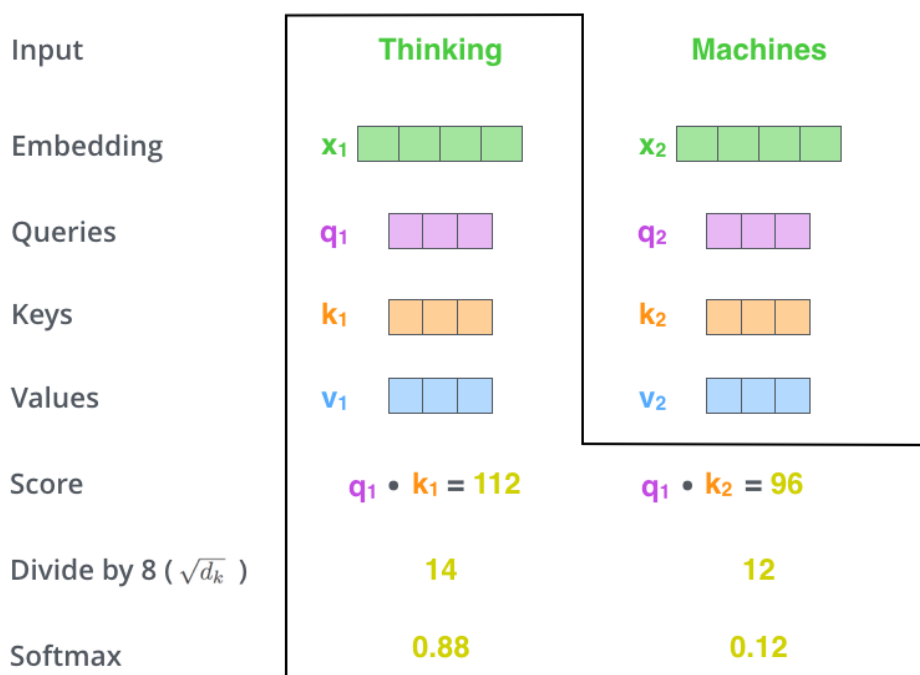 Input Thinking Machines
Embedding x₁ x₂
Queries q₁ q₂
Keys k₁ k₂
Values v₁ v₂
Score q₁ • k₁ = 112 q₁ • k₂ = 96
Divide by 8 ( √dₖ ) 14 12
Softmax 0.88 0.12